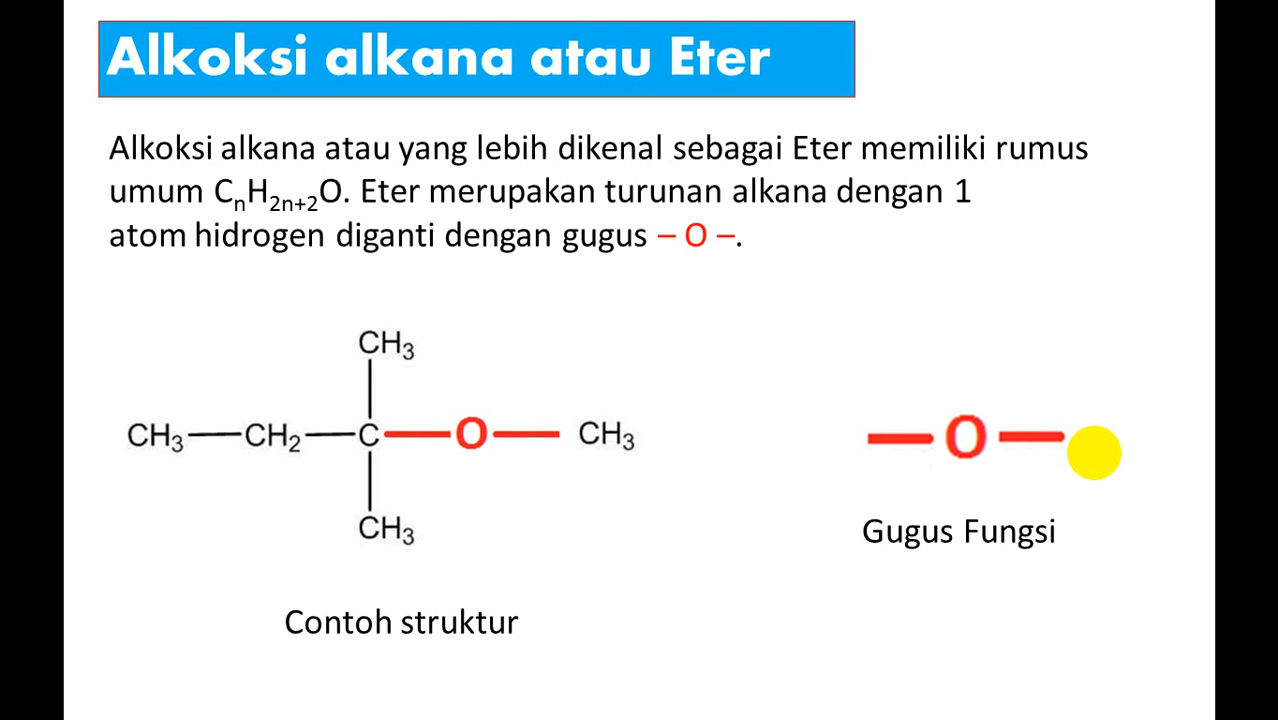 Alkoksi alkana atau Eter
Alkoksi alkana atau yang lebih dikenal sebagai Eter memiliki rumus
umum CₙH₂ₙ₊₂O. Eter merupakan turunan alkana dengan 1
atom hidrogen diganti dengan gugus – O –.
CH₃
CH₃—CH₂—C—O—CH₃
CH₃
—O—
Gugus Fungsi
Contoh struktur